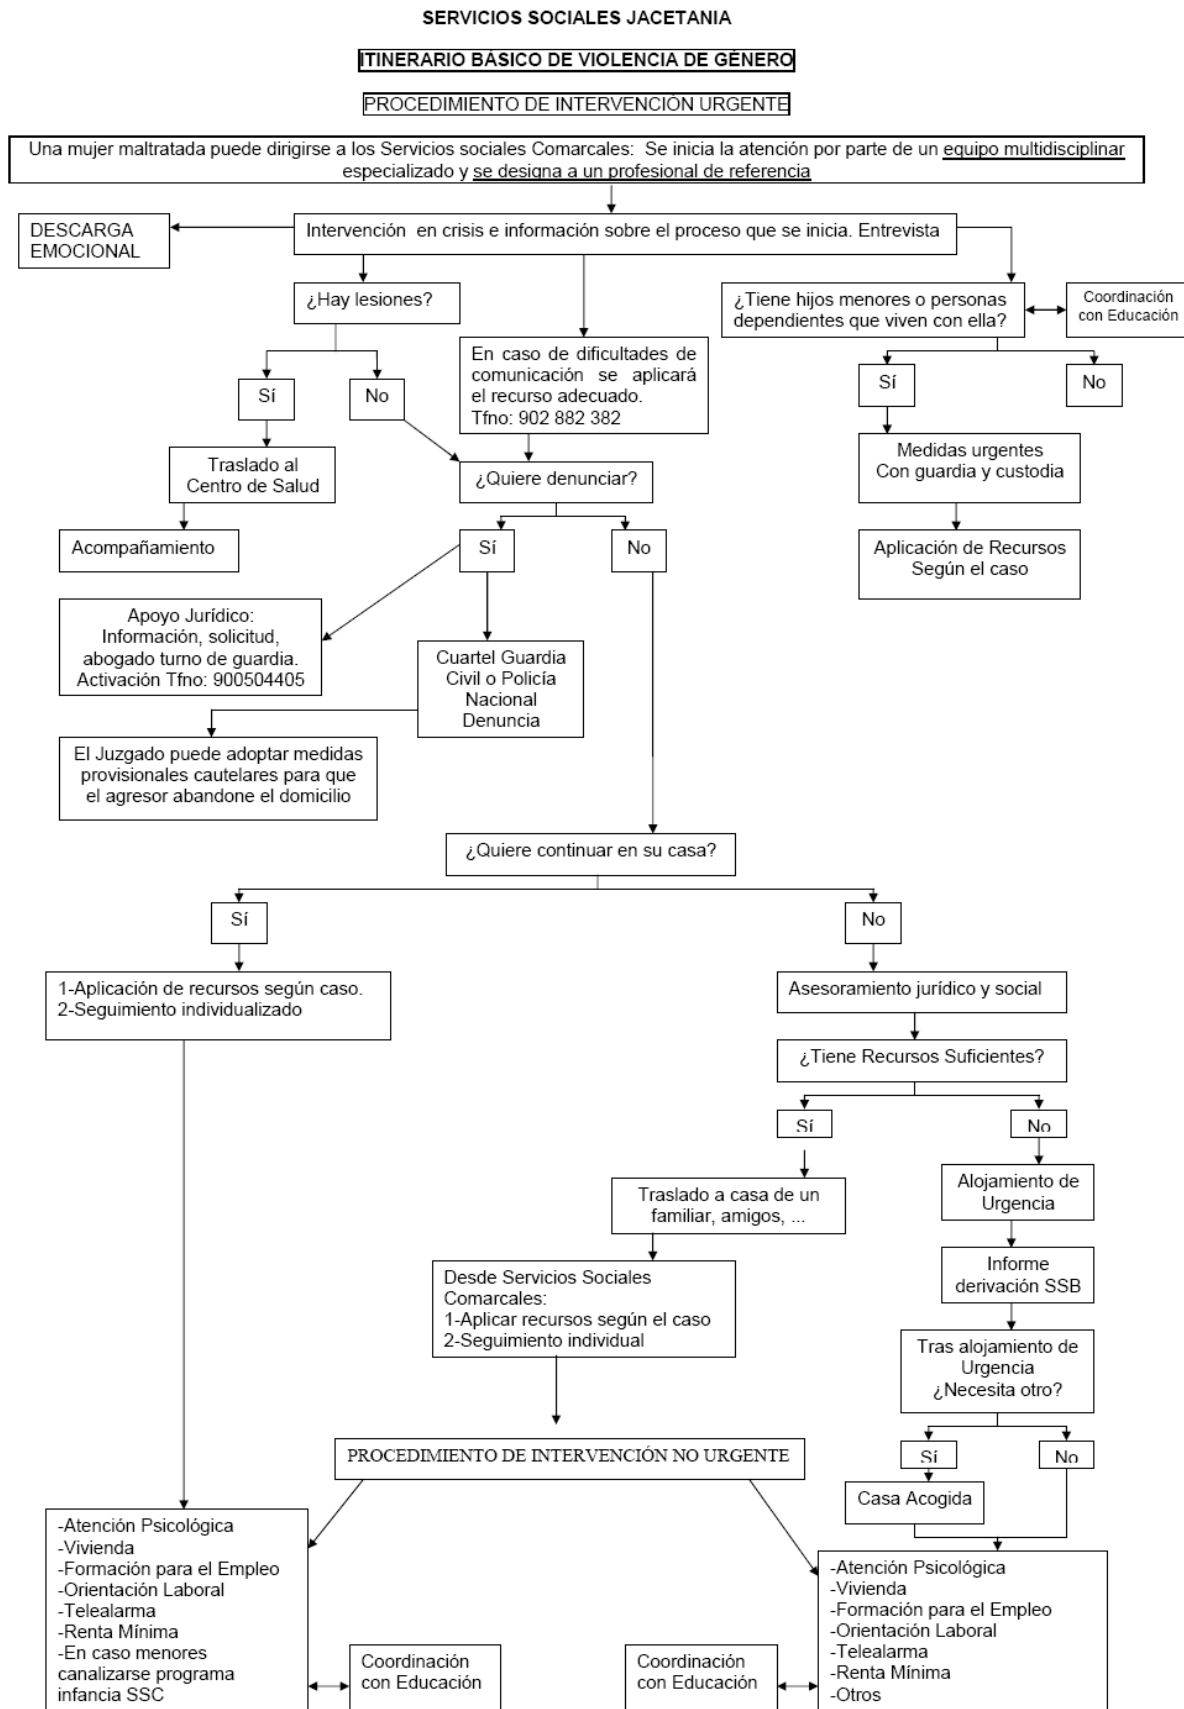 SERVICIOS SOCIALES JACETANIA
ITINERARIO BÁSICO DE VIOLENCIA DE GÉNERO
PROCEDIMIENTO DE INTERVENCIÓN URGENTE
Una mujer maltratada puede dirigirse a los Servicios sociales Comarcales: Se inicia la atención por parte de un equipo multidisciplinar
especializado y se designa a un profesional de referencia
DESCARGA
EMOCIONAL
Intervención en crisis e información sobre el proceso que se inicia. Entrevista
¿Hay lesiones?
¿Tiene hijos menores o personas
dependientes que viven con ella?
Coordinación
con Educación
En caso de dificultades de
comunicación se aplicará
el recurso adecuado.
Tfno: 902 882 382
Sí
No
Sí
No
Traslado al
Centro de Salud
¿Quiere denunciar?
Medidas urgentes
Con guardia y custodia
Acompañamiento
Sí
No
Aplicación de Recursos
Según el caso
Apoyo Jurídico:
Información, solicitud,
abogado turno de guardia.
Activación Tfno: 900504405
Cuartel Guardia
Civil o Policía
Nacional
Denuncia
El Juzgado puede adoptar medidas
provisionales cautelares para que
el agresor abandone el domicilio
¿Quiere continuar en su casa?
Sí
No
1-Aplicación de recursos según caso.
2-Seguimiento individualizado
Asesoramiento jurídico y social
¿Tiene Recursos Suficientes?
Sí
No
Traslado a casa de un
familiar, amigos, ...
Alojamiento de
Urgencia
Desde Servicios Sociales
Comarcales:
1-Aplicar recursos según el caso
2-Seguimiento individual
Informe
derivación SSB
Tras alojamiento de
Urgencia
¿Necesita otro?
PROCEDIMIENTO DE INTERVENCIÓN NO URGENTE
Sí
No
Casa Acogida
-Atención Psicológica
-Vivienda
-Formación para el Empleo
-Orientación Laboral
-Telealarma
-Renta Mínima
-En caso menores
canalizarse programa
infancia SSC
Coordinación
con Educación
Coordinación
con Educación
-Atención Psicológica
-Vivienda
-Formación para el Empleo
-Orientación Laboral
-Telealarma
-Renta Mínima
-Otros